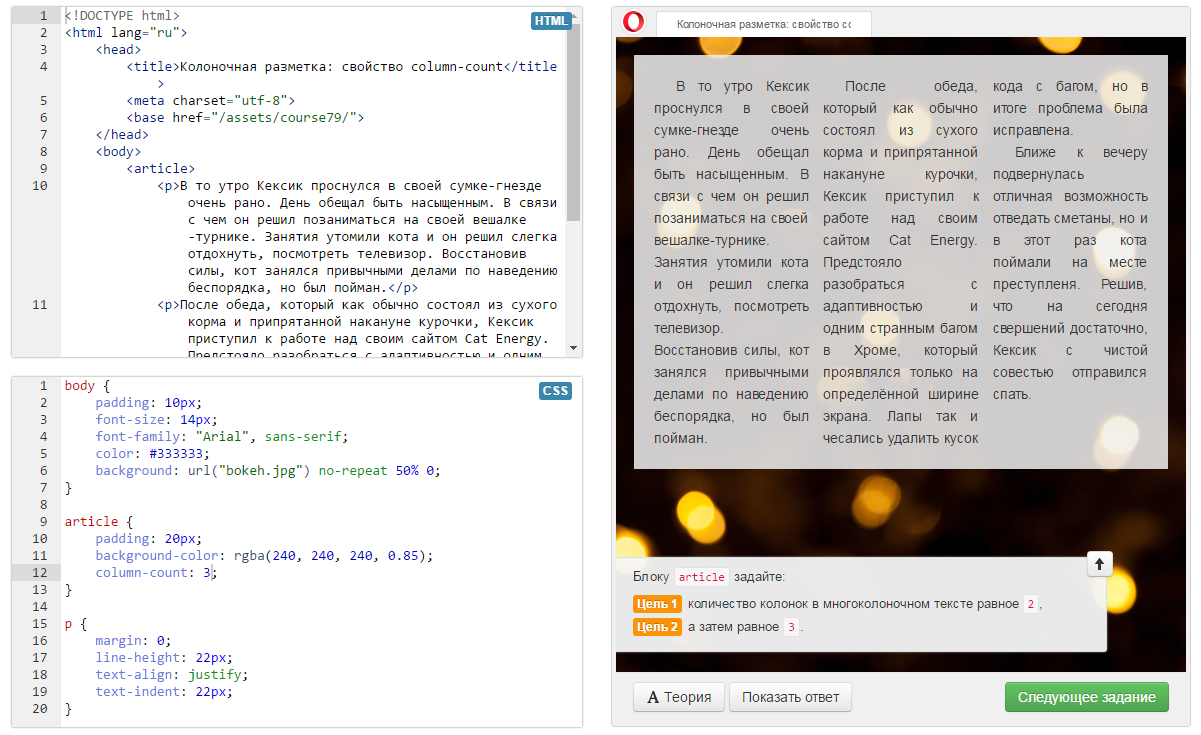 HTML
1 <!DOCTYPE html>
2 <html lang="ru">
3 <head>
4 <title>Колоночная разметка: свойство column-count</title
>
5 <meta charset="utf-8">
6 <base href="/assets/course79/">
7 </head>
8 <body>
9 <article>
10 <p>В то утро Кексик проснулся в своей сумке-гнезде
очень рано. День обещал быть насыщенным. В связи
с чем он решил позаниматься на своей вешалке
-турнике. Занятия утомили кота и он решил слегка
отдохнуть, посмотреть телевизор. Восстановив
силы, кот занялся привычными делами по наведению
беспорядка, но был пойман.</p>
11 <p>После обеда, который как обычно состоял из сухого
корма и припрятанной накануне курочки, Кексик
приступил к работе над своим сайтом Cat Energy.
Предстояло разобраться с адаптивностью и одним
CSS
1 body {
2 padding: 10px;
3 font-size: 14px;
4 font-family: "Arial", sans-serif;
5 color: #333333;
6 background: url("bokeh.jpg") no-repeat 50% 0;
7 }
8
9 article {
10 padding: 20px;
11 background-color: rgba(240, 240, 240, 0.85);
12 column-count: 3;
13 }
14
15 p {
16 margin: 0;
17 line-height: 22px;
18 text-align: justify;
19 text-indent: 22px;
20 }
Колоночная разметка: свойство сс
В то утро Кексик
проснулся в своей
сумке-гнезде очень
рано. День обещал
быть насыщенным. В
связи с чем он решил
позаниматься на своей
вешалке-турнике.
Занятия утомили кота
и он решил слегка
отдохнуть, посмотреть
телевизор.
Восстановив силы, кот
занялся привычными
делами по наведению
беспорядка, но был
пойман.
После обеда,
который как обычно
состоял из сухого
корма и припрятанной
накануне курочки,
Кексик приступил к
работе над своим
сайтом Cat Energy.
Предстояло
разобраться с
адаптивностью и
одним странным багом
в Хроме, который
проявлялся только на
определённой ширине
экрана. Лапы так и
чесались удалить кусок
кода с багом, но в
итоге проблема была
исправлена.
Ближе к вечеру
подвернулась
отличная возможность
отведать сметаны, но и
в этот раз кота
поймали на месте
преступленя. Решив,
что на сегодня
свершений достаточно,
Кексик с чистой
совестью отправился
спать.
Блоку article задайте:
Цель 1 количество колонок в многоколоночном тексте равное 2,
Цель 2 а затем равное 3.
А Теория Показать ответ Следующее задание